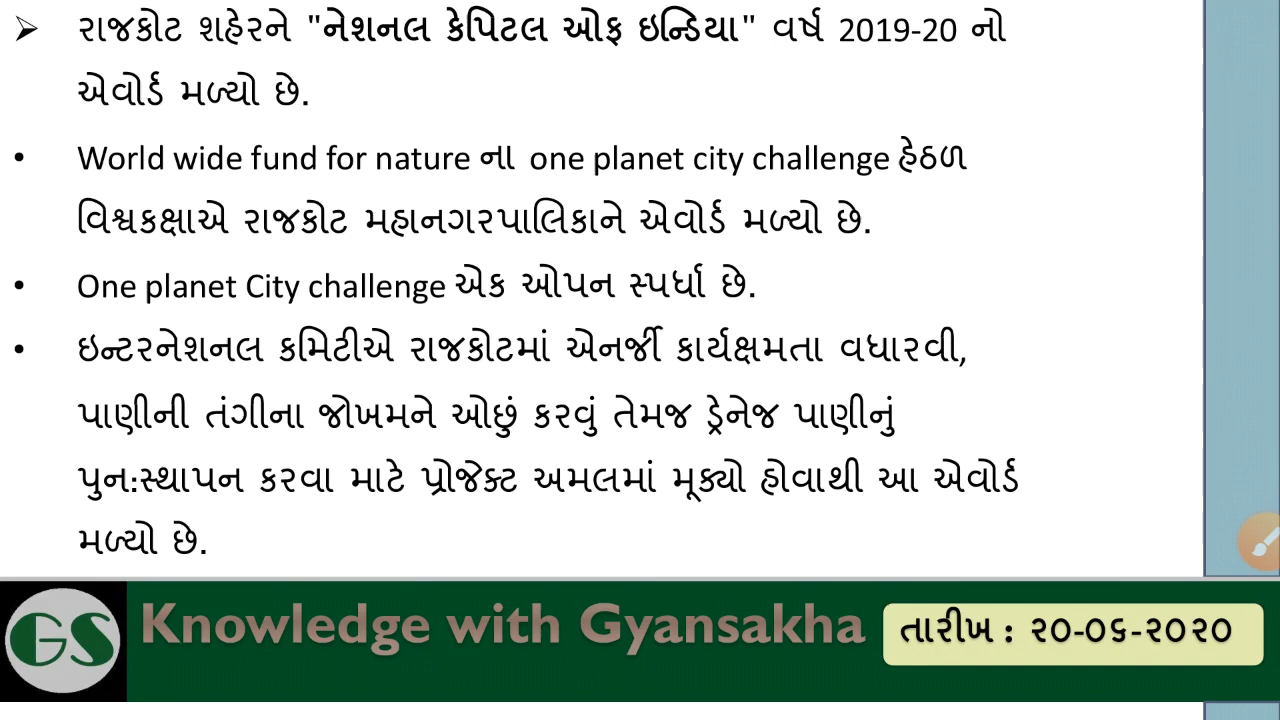 ➢ રાજકોટ શહેરને "નેશનલ કેપિટલ ઓફ ઇન્ડિયા" વર્ષ 2019-20 નો
એવોર્ડ મળ્યો છે.
• World wide fund for nature ના one planet city challenge હેઠળ
વિશ્વકક્ષાએ રાજકોટ મહાનગરપાલિકાને એવોર્ડ મળ્યો છે.
• One planet City challenge એક ઓપન સ્પર્ધા છે.
• ઇન્ટરનેશનલ કમિટીએ રાજકોટમાં એનર્જી કાર્યક્ષમતા વધારવી,
પાણીની તંગીના જોખમને ઓછું કરવું તેમજ ડ્રેનેજ પાણીનું
પુનઃસ્થાપન કરવા માટે પ્રોજેક્ટ અમલમાં મૂક્યો હોવાથી આ એવોર્ડ
મળ્યો છે.
GS Knowledge with Gyansakha તારીખ : ૨૦-૦૬-૨૦૨૦